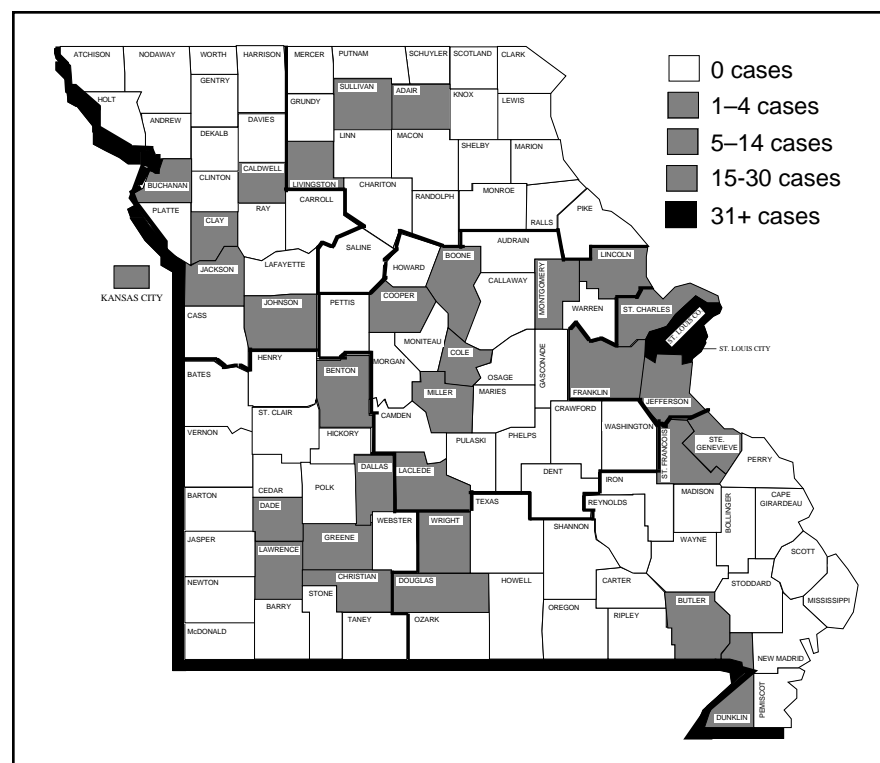 ATCHISON
NODAWAY
WORTH
HARRISON
MERCER
PUTNAM
SCHUYLER
SCOTLAND
CLARK
GENTRY
HOLT
SULLIVAN
ADAIR
KNOX
GRUNDY
LEWIS
ANDREW
DAVIES
DEKALB
LINN
MACON
SHELBY
MARION
CALDWELL
BUCHANAN
CLINTON
LIVINGSTON
CHARITON
MONROE
RANDOLPH
CARROLL
PLATTE
RAY
RALLS
PIKE
CLAY
AUDRAIN
SALINE
HOWARD
BOONE
LINCOLN
LAFAYETTE
JACKSON
CALLAWAY
MONTGOMERY
KANSAS CITY
JOHNSON
PETTIS
COOPER
WARREN
ST. CHARLES
CASS
MONITEAU
ST. LOUIS CO.
ST. LOUIS CITY
COLE
HENRY
MORGAN
OSAGE
GASCONADE
BATES
BENTON
MILLER
MARIES
FRANKLIN
JEFFERSON
ST. CLAIR
CAMDEN
CRAWFORD
VERNON
HICKORY
PULASKI
PHELPS
WASHINGTON
STE.
GENEVIEVE
ST. FRANCOIS
PERRY
DALLAS
LACLEDE
DENT
IRON
CEDAR
POLK
BARTON
TEXAS
REYNOLDS
MADISON
BOLLINGER
CAPE
GIRARDEAU
DADE
WEBSTER
WRIGHT
SHANNON
JASPER
GREENE
WAYNE
LAWRENCE
SCOTT
NEWTON
CHRISTIAN
DOUGLAS
HOWELL
CARTER
STODDARD
STONE
MISSISSIPPI
BARRY
BUTLER
OREGON
RIPLEY
McDONALD
TANEY
OZARK
NEW MADRID
DUNKLIN
PEMISCOT
0 cases
1–4 cases
5–14 cases
15-30 cases
31+ cases